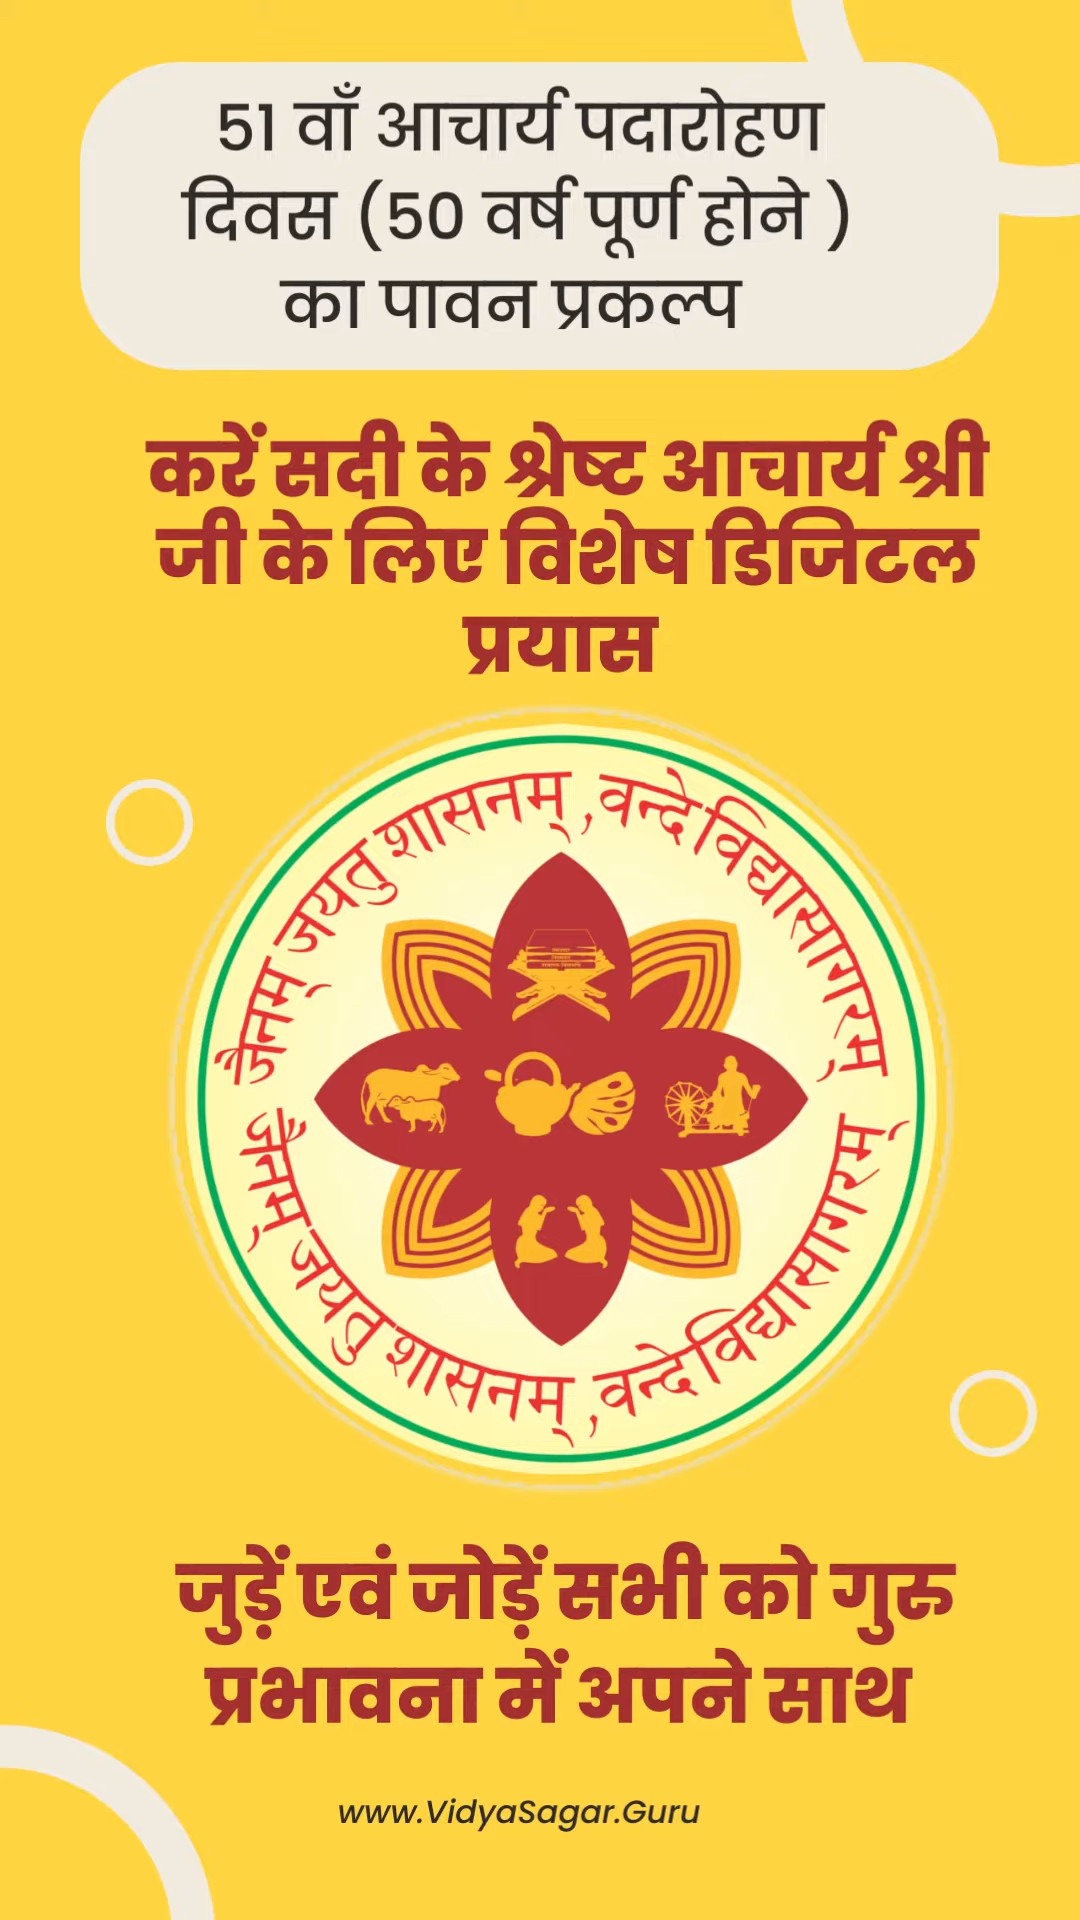 51 वाँ आचार्य पदारोहण
दिवस (50 वर्ष पूर्ण होने )
का पावन प्रकल्प
करें सदी के श्रेष्ट आचार्य श्री
जी के लिए विशेष डिजिटल
प्रयास
जैनम् जयतु शासनम् , वन्दे विद्यासागरम्
जैनम् जयतु शासनम् , वन्दे विद्यासागरम्
जुड़ें एवं जोड़ें सभी को गुरु
प्रभावना में अपने साथ
www.VidyaSagar.Guru